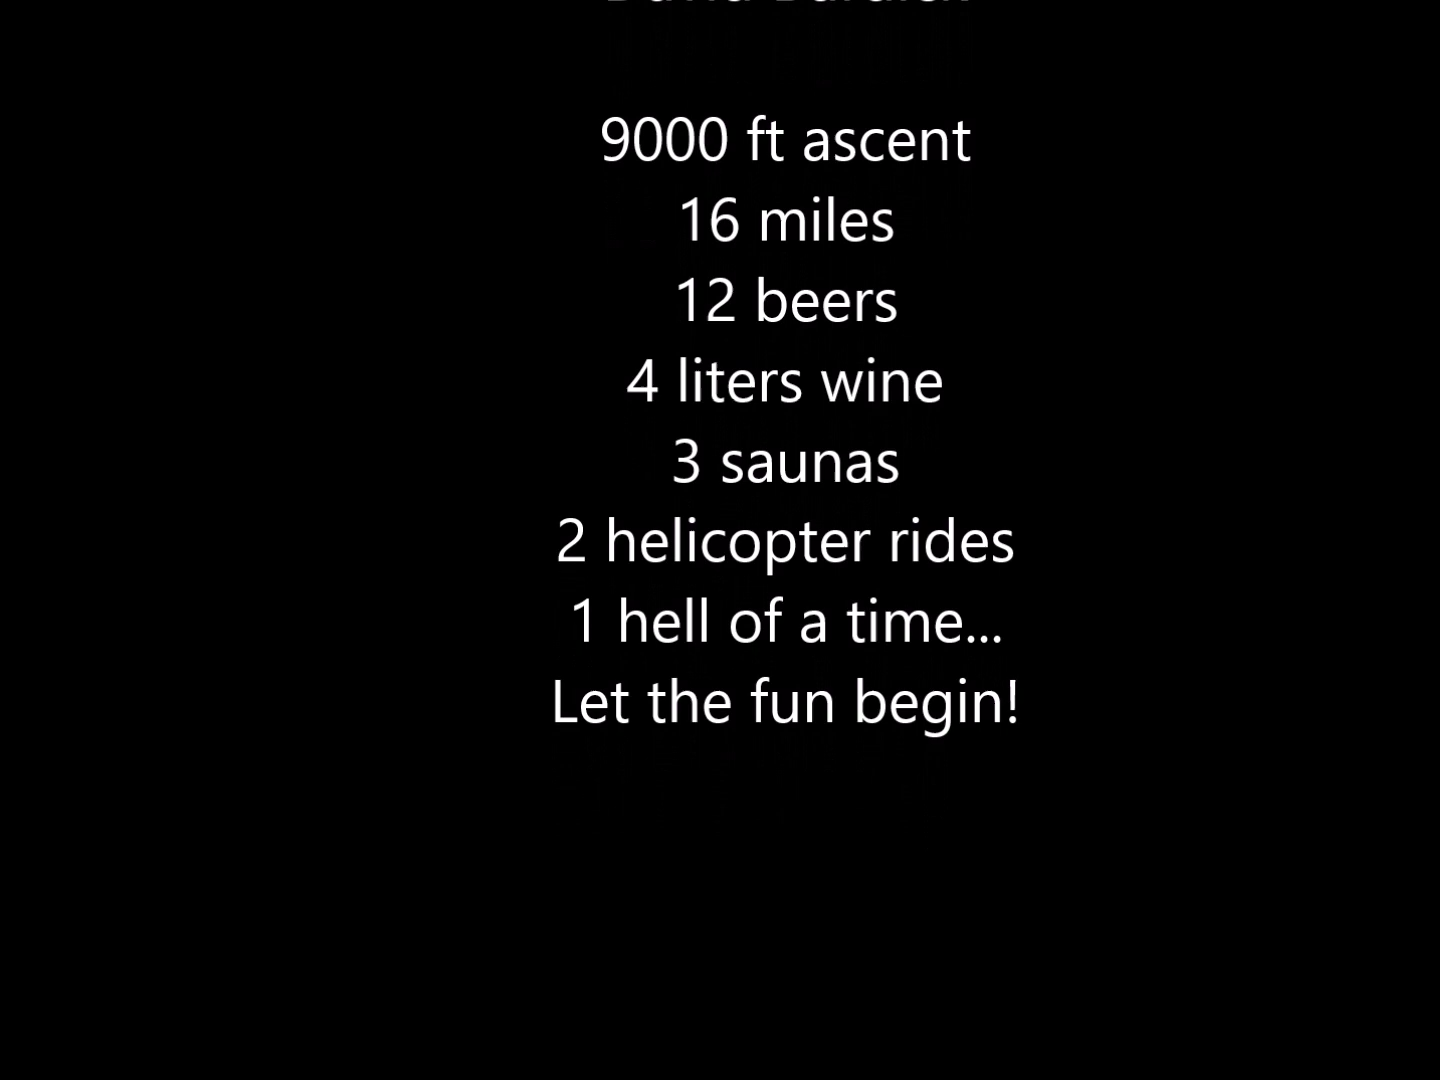 9000 ft ascent
16 miles
12 beers
4 liters wine
3 saunas
2 helicopter rides
1 hell of a time...
Let the fun begin!